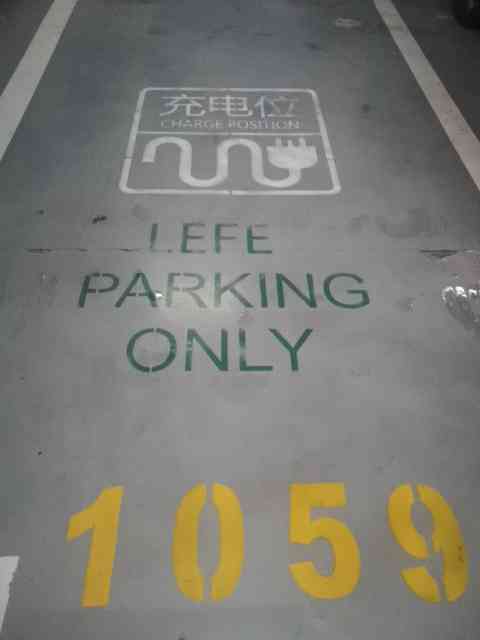 充电位
CHARGE POSITION
LEFE
PARKING
ONLY
1059